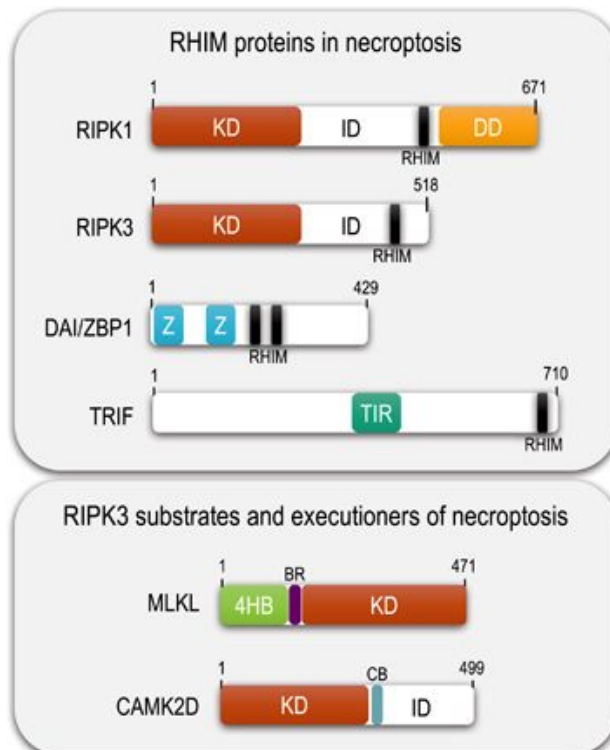 RHIM proteins in necroptosis
1 671
RIPK1 KD ID DD
RHIM
1 518
RIPK3 KD ID
RHIM
1 429
DAI/ZBP1 Z Z
RHIM
1 710
TRIF TIR
RHIM
RIPK3 substrates and executioners of necroptosis
1 BR 471
MLKL 4HB KD
1 CB 499
CAMK2D KD ID